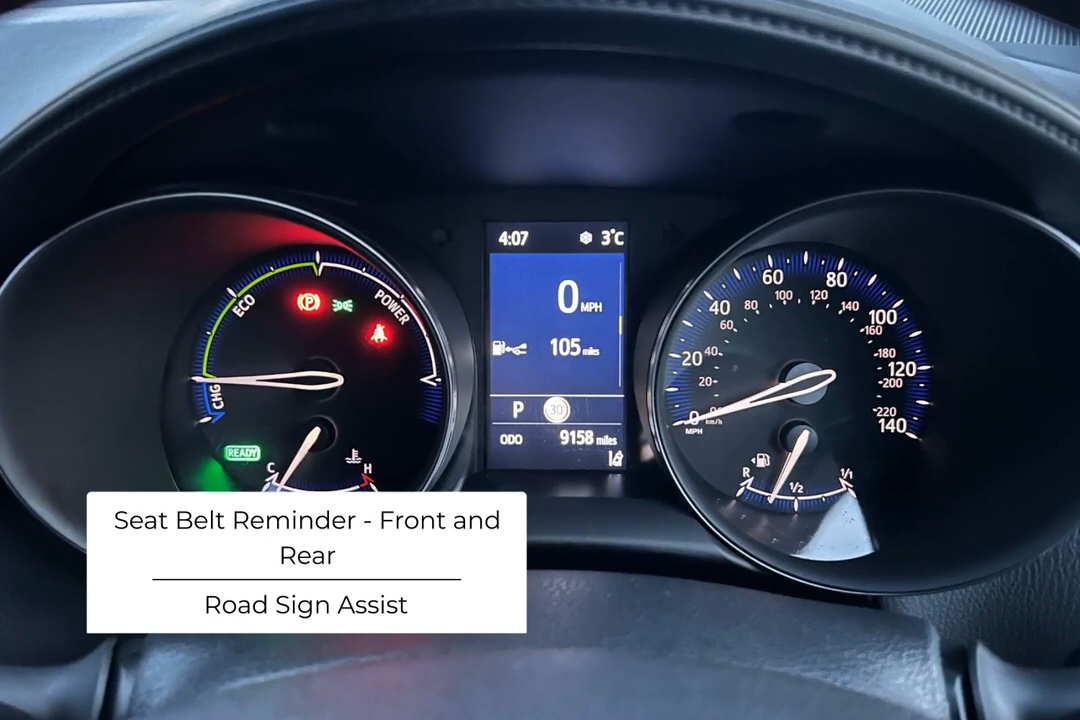 4:07 ❄ 3°C
0 MPH
105 miles
P 30
ODO 9158 miles
ECO
POWER
CHG
(P)
READY
C H
20 40 60 80 100 120 140
0
MPH
20 40 60 80 100 120 140 160 180 200 220
km/h
R 1/2 1/1
Seat Belt Reminder - Front and
Rear
Road Sign Assist